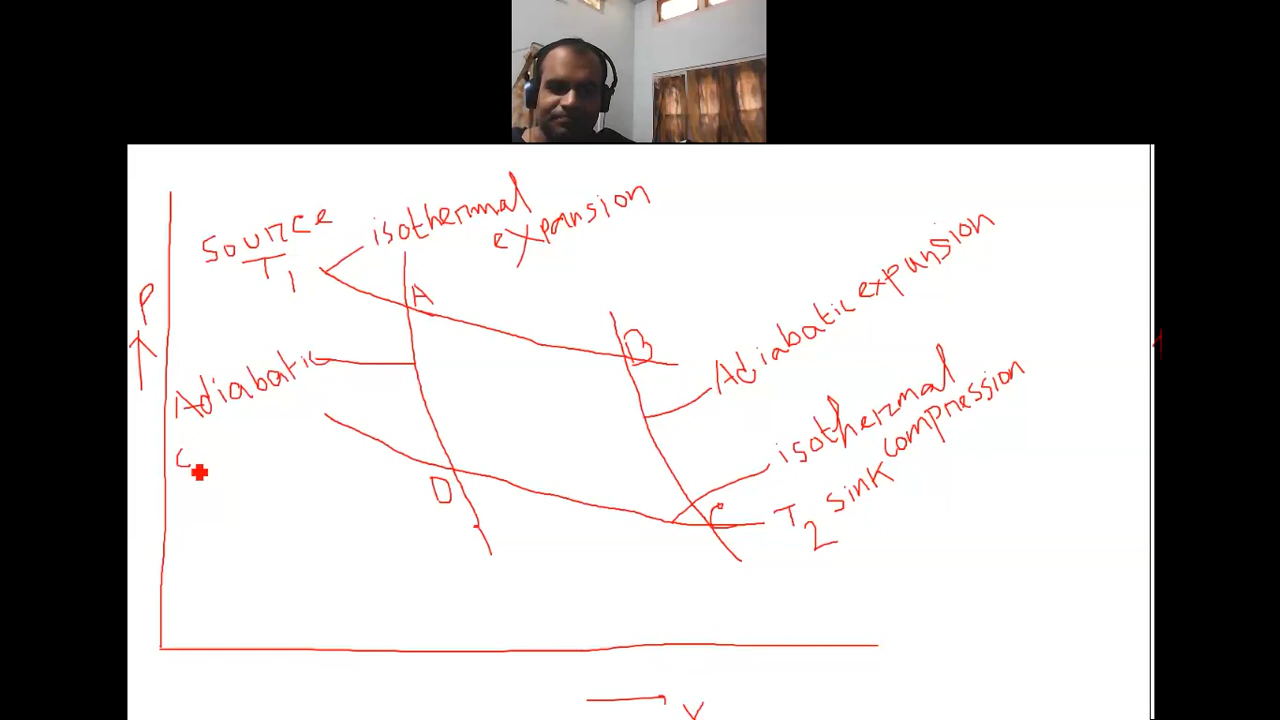 Source
T1
isothermal
expansion
P
A
B
Adiabatic expansion
Adiabatic
C
isothermal
compression
D
C
T2 sink
V